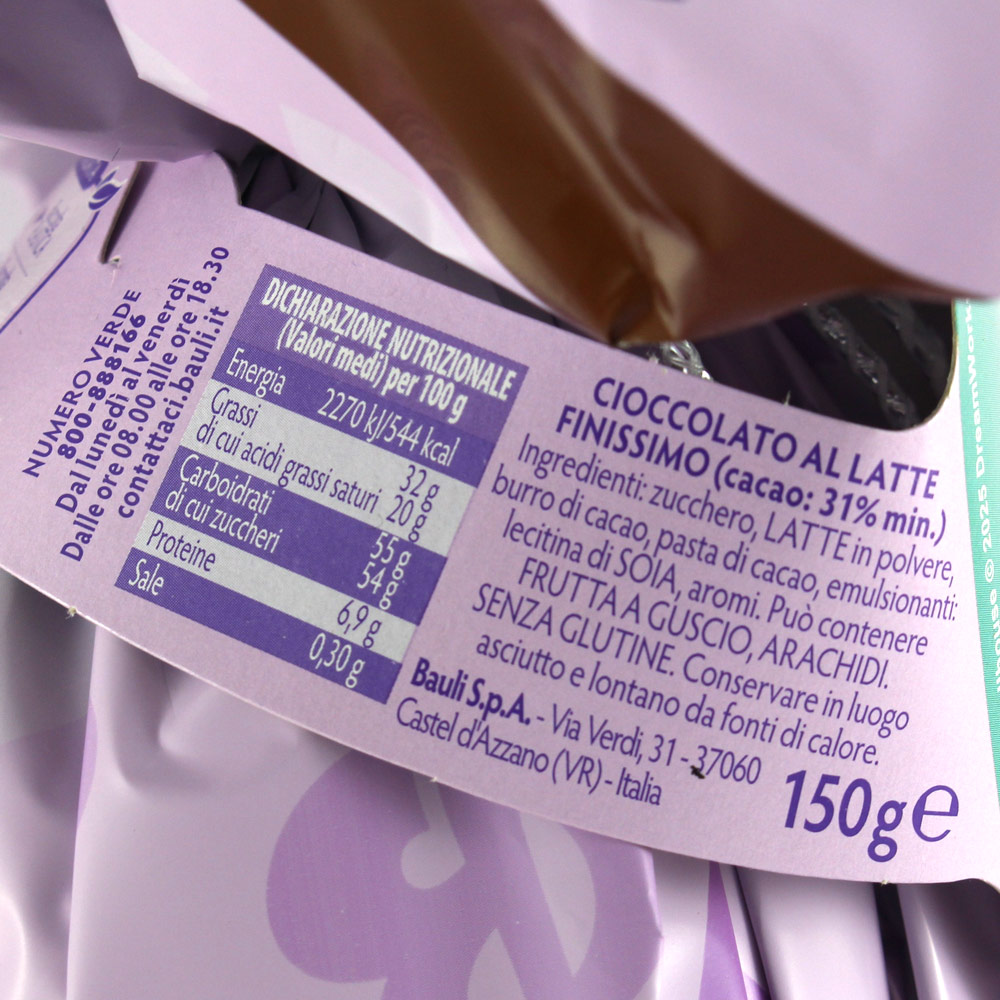 NUMERO VERDE
800-8888166
Dal lunedì al venerdì
Dalle ore 08.00 alle ore 18.30
contattaci.bauli.it
DICHIARAZIONE NUTRIZIONALE
(Valori medi) per 100 g
Energia 2270 kJ/544 kcal
Grassi 32 g
di cui acidi grassi saturi 20 g
Carboidrati 55 g
di cui zuccheri 54 g
Proteine 6,9 g
Sale 0,30 g
CIOCCOLATO AL LATTE
FINISSIMO (cacao: 31% min.)
Ingredienti: zucchero, LATTE in polvere,
burro di cacao, pasta di cacao, emulsionanti:
lecitina di SOIA, aromi. Può contenere
FRUTTA A GUSCIO, ARACHIDI.
SENZA GLUTINE. Conservare in luogo
asciutto e lontano da fonti di calore.
Bauli S.p.A. - Via Verdi, 31 - 37060
Castel d'Azzano (VR) - Italia
150g e
© 2025 DreamWork